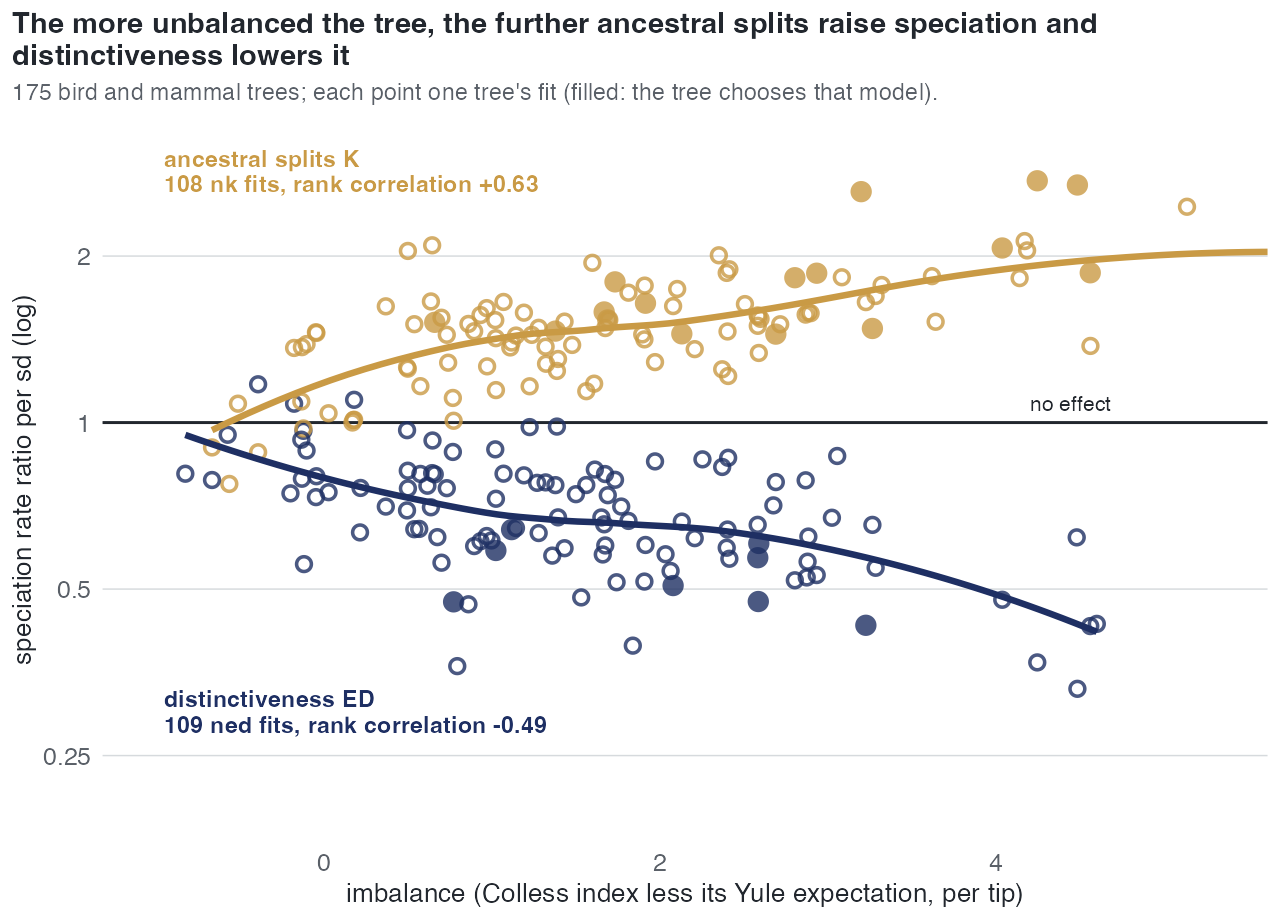 The more unbalanced the tree, the further ancestral splits raise speciation and
distinctiveness lowers it
175 bird and mammal trees; each point one tree's fit (filled: the tree chooses that model).
ancestral splits K
108 nk fits, rank correlation +0.63
2
no effect
1
0.5
distinctiveness ED
109 ned fits, rank correlation -0.49
0.25
speciation rate ratio per sd (log)
0
2
4
imbalance (Colless index less its Yule expectation, per tip)